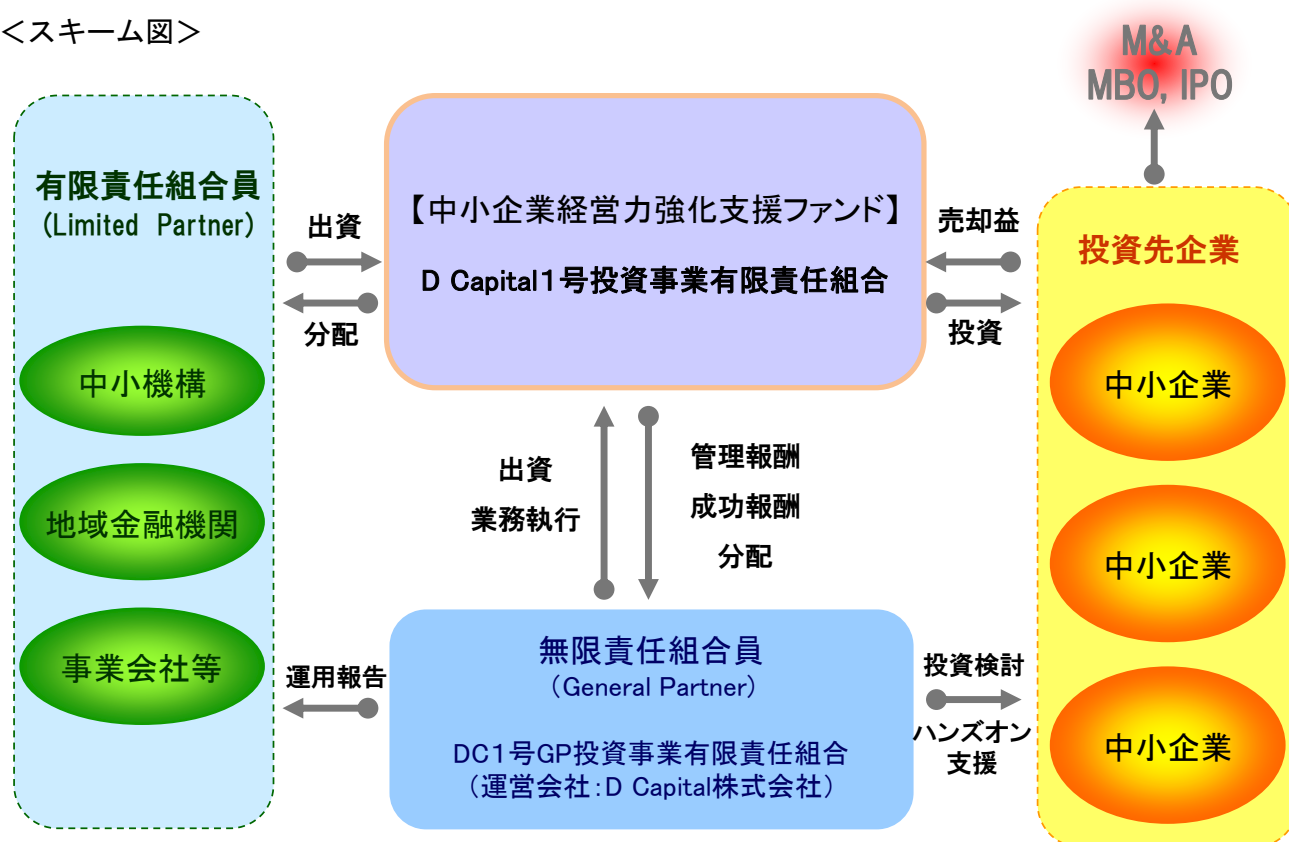 ＜スキーム図＞
M&A
MBO, IPO
有限責任組合員
(Limited Partner)
中小機構
地域金融機関
事業会社等
出資
分配
【中小企業経営力強化支援ファンド】
D Capital1号投資事業有限責任組合
売却益
投資
投資先企業
中小企業
中小企業
中小企業
出資
業務執行
管理報酬
成功報酬
分配
運用報告
無限責任組合員
（General Partner）
DC1号GP投資事業有限責任組合
（運営会社：D Capital株式会社）
投資検討
ハンズオン
支援